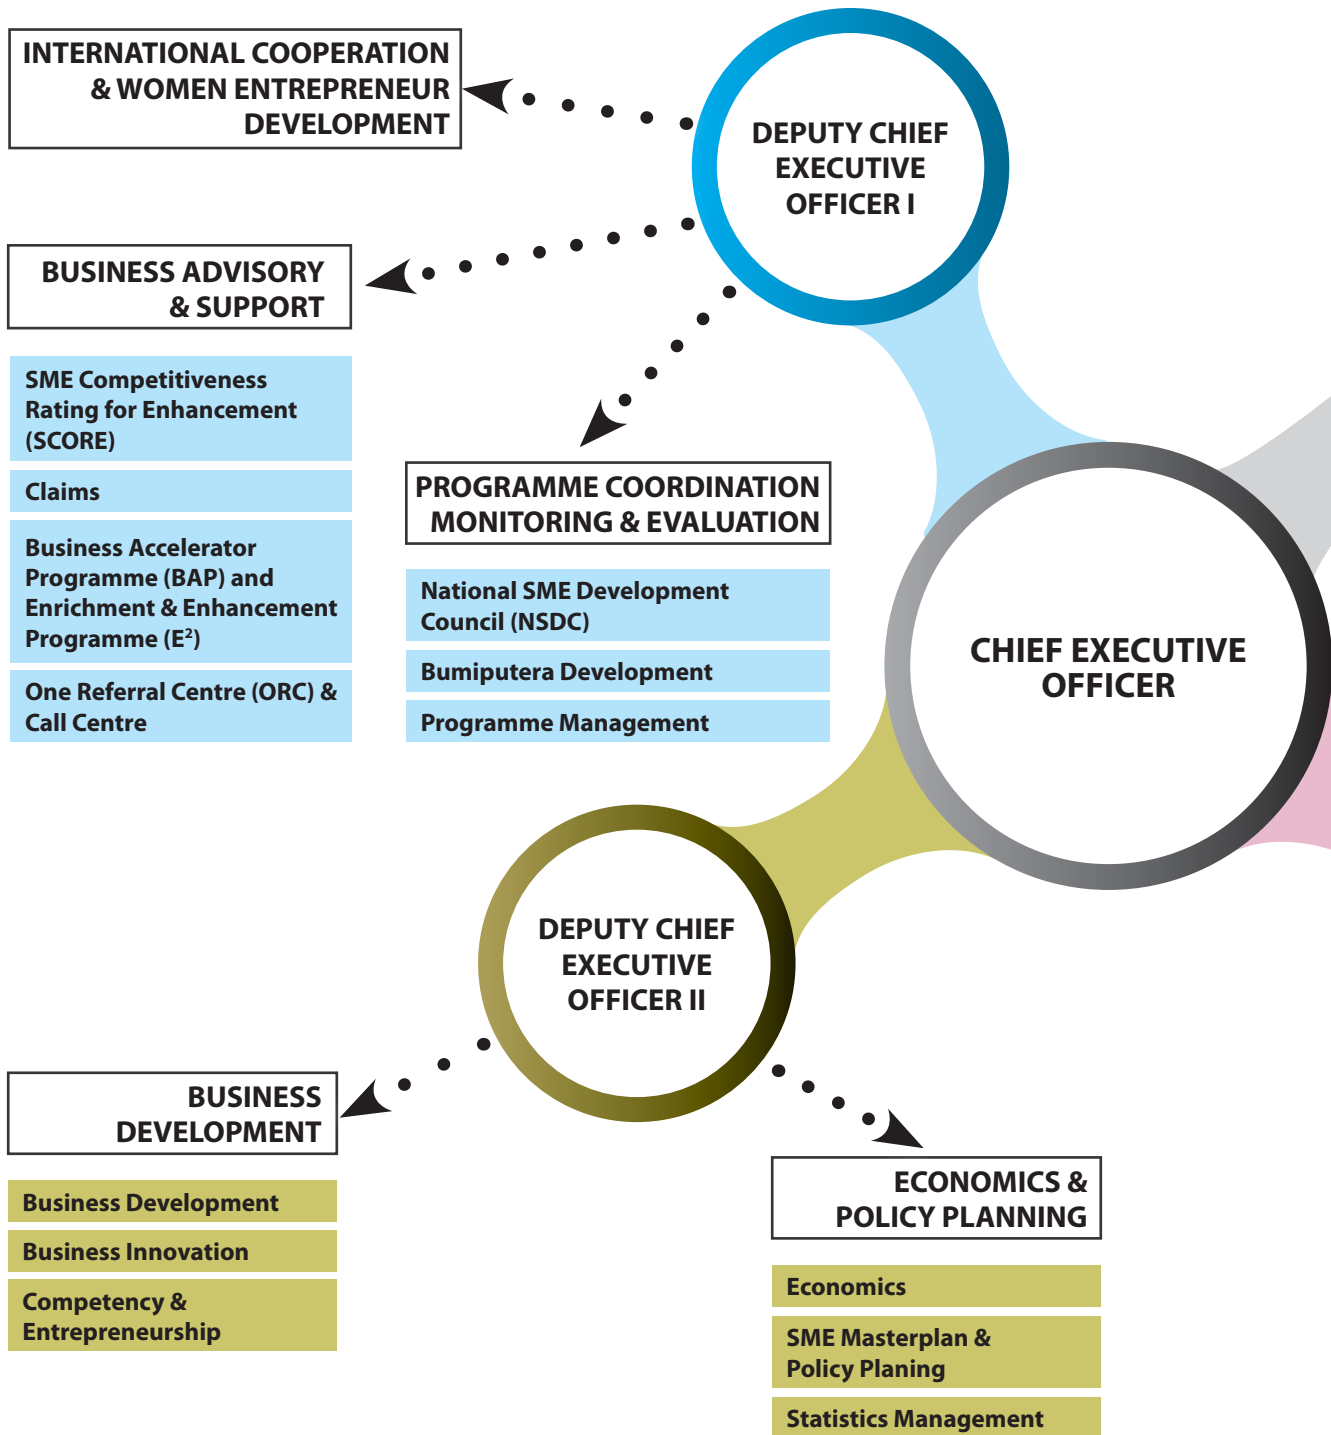 INTERNATIONAL COOPERATION
& WOMEN ENTREPRENEUR
DEVELOPMENT
DEPUTY CHIEF
EXECUTIVE
OFFICER I
BUSINESS ADVISORY
& SUPPORT
SME Competitiveness
Rating for Enhancement
(SCORE)
Claims
Business Accelerator
Programme (BAP) and
Enrichment & Enhancement
Programme (E²)
One Referral Centre (ORC) &
Call Centre
PROGRAMME COORDINATION
MONITORING & EVALUATION
National SME Development
Council (NSDC)
Bumiputera Development
Programme Management
CHIEF EXECUTIVE
OFFICER
DEPUTY CHIEF
EXECUTIVE
OFFICER II
BUSINESS
DEVELOPMENT
Business Development
Business Innovation
Competency &
Entrepreneurship
ECONOMICS &
POLICY PLANNING
Economics
SME Masterplan &
Policy Planing
Statistics Management